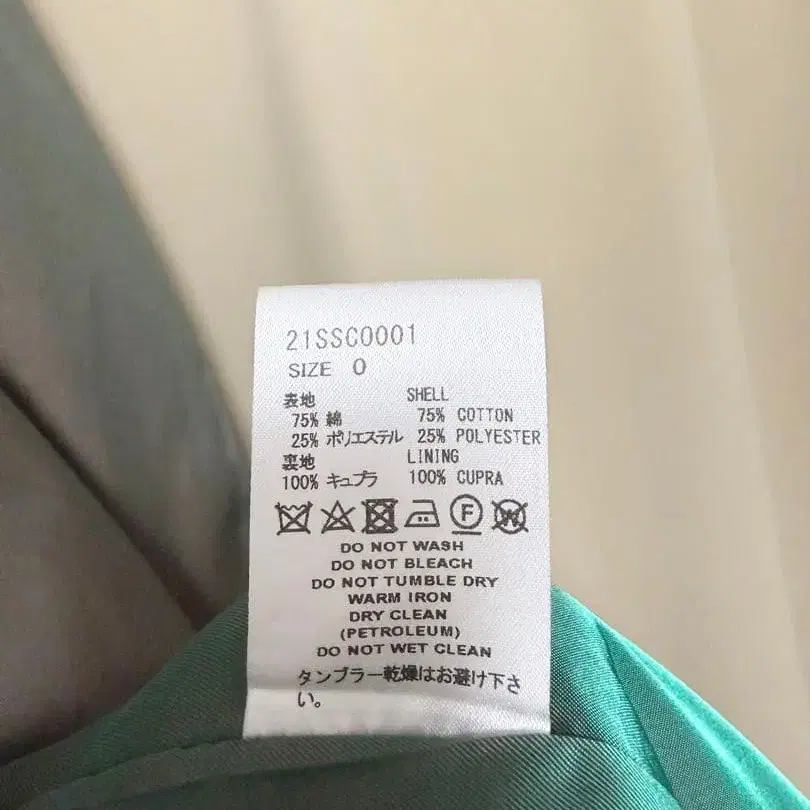 21SSC0001
SIZE 0
表地 SHELL
75% 綿 75% COTTON
25% ポリエステル 25% POLYESTER
裏地 LINING
100% キュプラ 100% CUPRA
F W
DO NOT WASH
DO NOT BLEACH
DO NOT TUMBLE DRY
WARM IRON
DRY CLEAN
(PETROLEUM)
DO NOT WET CLEAN
タンブラー乾燥はお避け下さ
い。